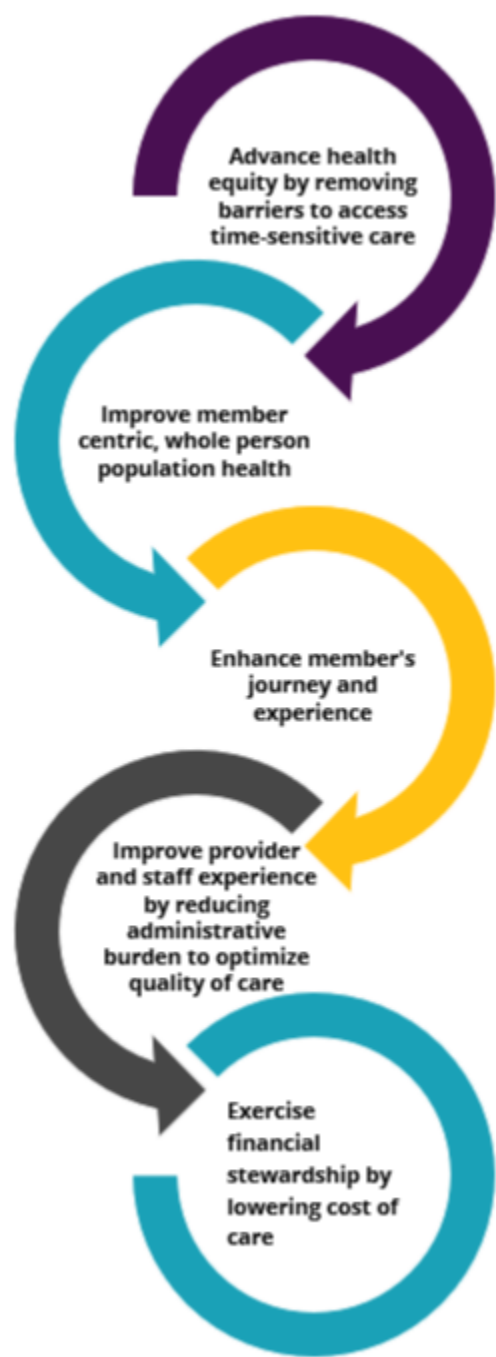 Advance health
equity by removing
barriers to access
time-sensitive care
Improve member
centric, whole person
population health
Enhance member's
journey and
experience
Improve provider
and staff experience
by reducing
administrative
burden to optimize
quality of care
Exercise
financial
stewardship by
lowering cost of
care